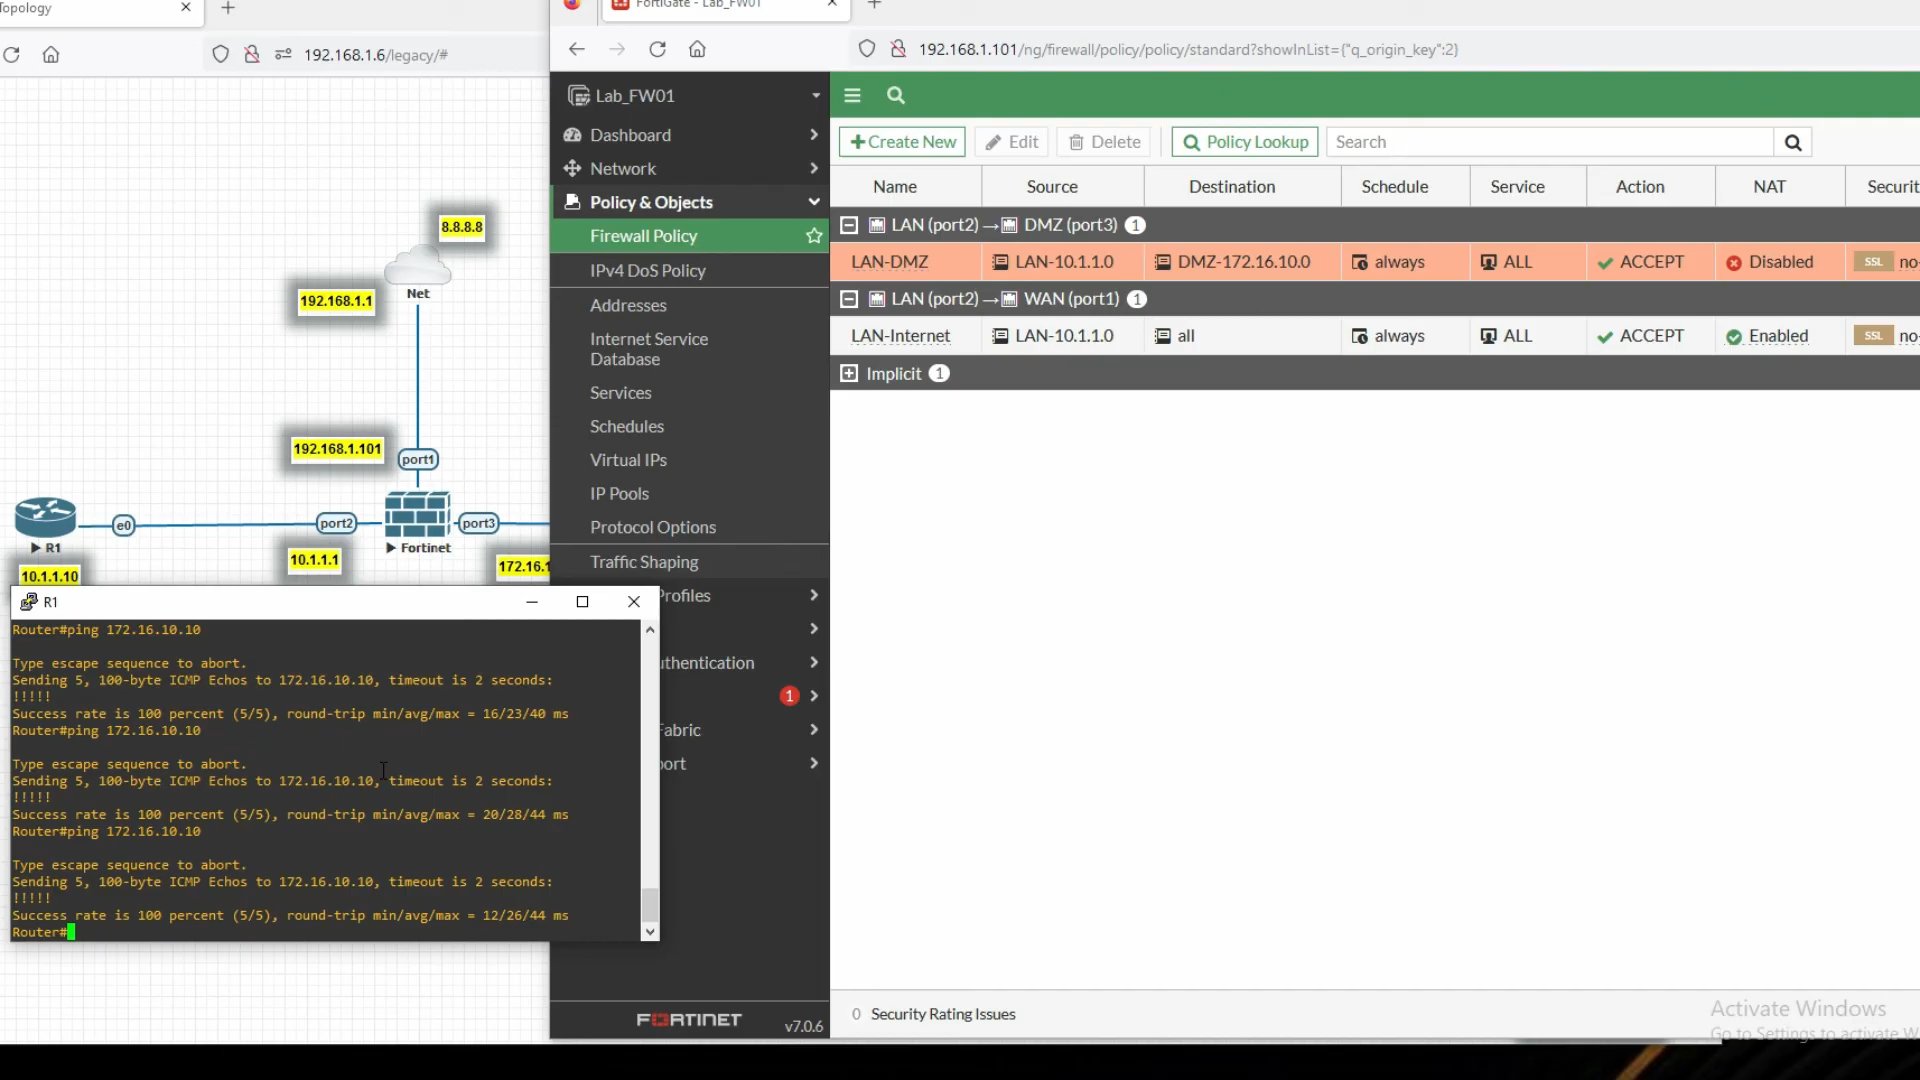 Topology
192.168.1.6/legacy/#
8.8.8.8
Net
192.168.1.1
192.168.1.101
port1
e0
port2
port3
R1
Fortinet
10.1.1.10
10.1.1.1
172.16.1
R1
Router#ping 172.16.10.10
Type escape sequence to abort.
Sending 5, 100-byte ICMP Echos to 172.16.10.10, timeout is 2 seconds:
!!!!!
Success rate is 100 percent (5/5), round-trip min/avg/max = 16/23/40 ms
Router#ping 172.16.10.10
Type escape sequence to abort.
Sending 5, 100-byte ICMP Echos to 172.16.10.10, timeout is 2 seconds:
!!!!!
Success rate is 100 percent (5/5), round-trip min/avg/max = 20/28/44 ms
Router#ping 172.16.10.10
Type escape sequence to abort.
Sending 5, 100-byte ICMP Echos to 172.16.10.10, timeout is 2 seconds:
!!!!!
Success rate is 100 percent (5/5), round-trip min/avg/max = 12/26/44 ms
Router#
FortiGate - Lab_FW01
192.168.1.101/ng/firewall/policy/policy/standard?showInList={"q_origin_key":2}
Lab_FW01
Dashboard
Network
Policy & Objects
Firewall Policy
IPv4 DoS Policy
Addresses
Internet Service
Database
Services
Schedules
Virtual IPs
IP Pools
Protocol Options
Traffic Shaping
Profiles
uthentication
1
Fabric
port
FORTINET v7.0.6
Create New Edit Delete Policy Lookup Search
Name Source Destination Schedule Service Action NAT Securit
LAN (port2) → DMZ (port3) 1
LAN-DMZ LAN-10.1.1.0 DMZ-172.16.10.0 always ALL ACCEPT Disabled SSL no-
LAN (port2) → WAN (port1) 1
LAN-Internet LAN-10.1.1.0 all always ALL ACCEPT Enabled SSL no-
Implicit 1
0 Security Rating Issues
Activate Windows
Go to Settings to activate W